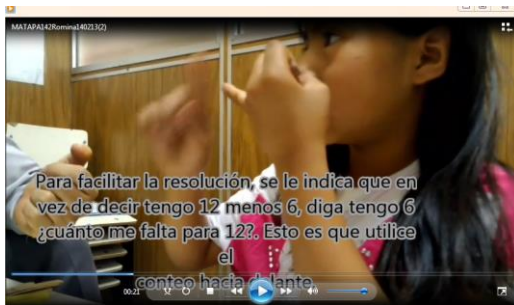 MATAPA142Romina140213(2)
Para facilitar la resolución, se le indica que en
vez de decir tengo 12 menos 6, diga tengo 6
¿cuánto me falta para 12?. Esto es que utilice
el
conteo hacia delante
00:21